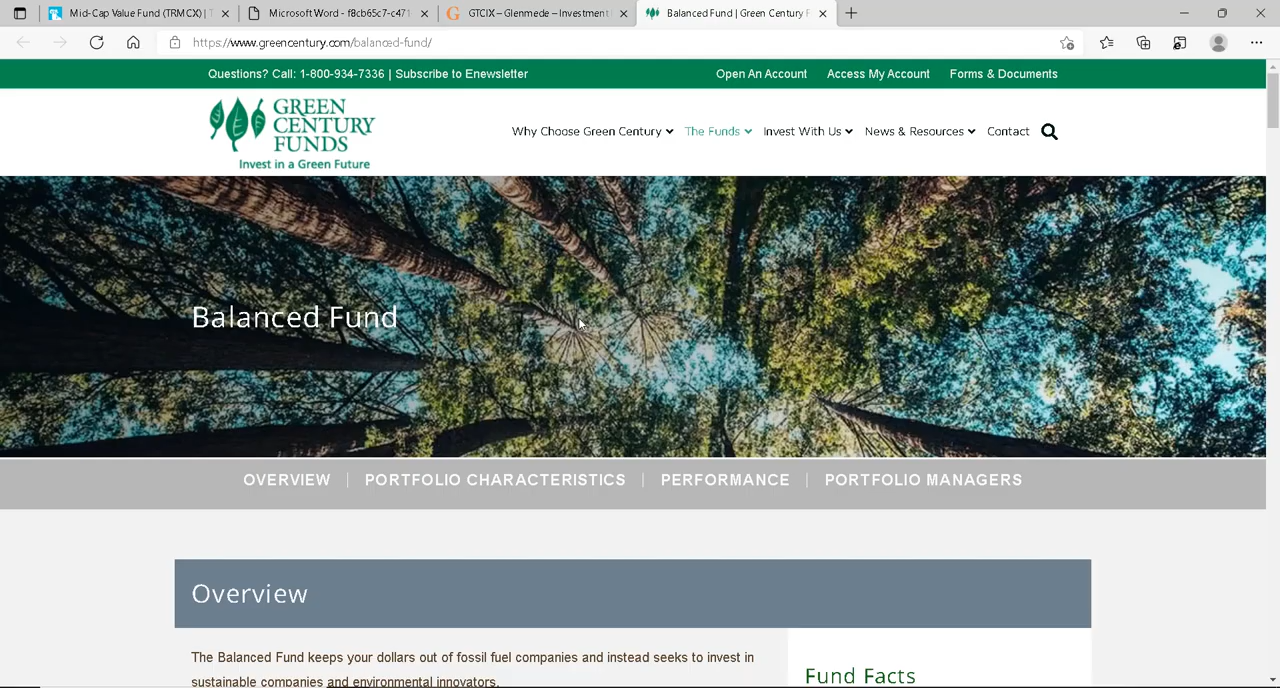 Mid-Cap Value Fund (TRMCX) | T
Microsoft Word - f8cb65c7-c471
GTCIX – Glenmede – Investment
Balanced Fund | Green Century F
https://www.greencentury.com/balanced-fund/
Questions? Call: 1-800-934-7336 | Subscribe to Enewsletter
Open An Account
Access My Account
Forms & Documents
GREEN
CENTURY
FUNDS
Invest in a Green Future
Why Choose Green Century
The Funds
Invest With Us
News & Resources
Contact
Balanced Fund
OVERVIEW
PORTFOLIO CHARACTERISTICS
PERFORMANCE
PORTFOLIO MANAGERS
Overview
The Balanced Fund keeps your dollars out of fossil fuel companies and instead seeks to invest in
sustainable companies and environmental innovators.
Fund Facts